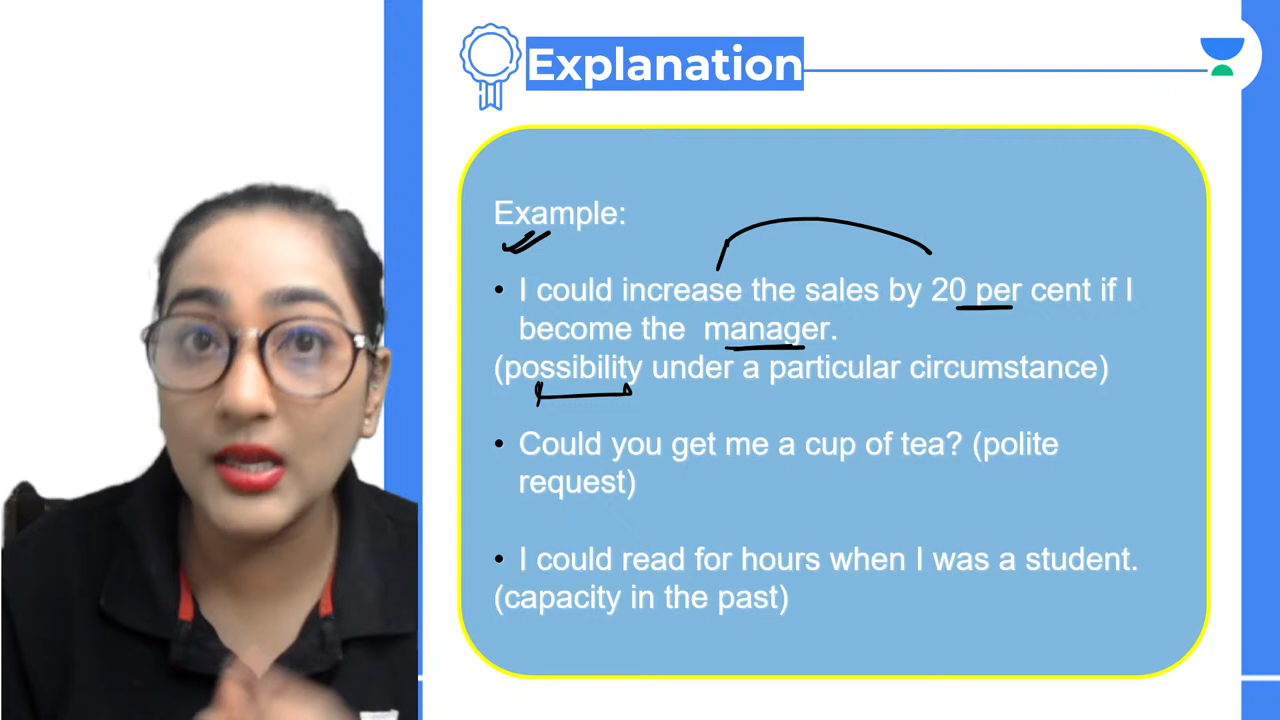 Explanation
Example:
• I could increase the sales by 20 per cent if I
become the manager.
(possibility under a particular circumstance)
• Could you get me a cup of tea? (polite
request)
• I could read for hours when I was a student.
(capacity in the past)